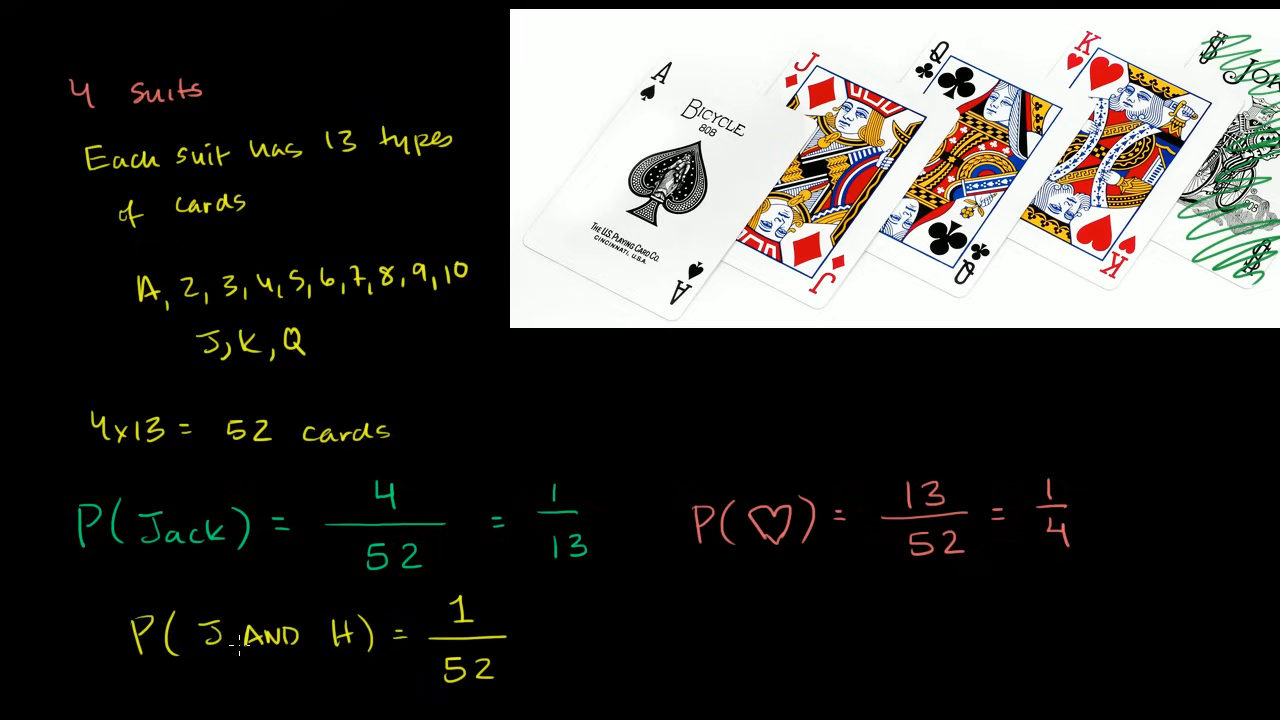 4 suits
Each suit has 13 types
of cards
A, 2, 3, 4, 5, 6, 7, 8, 9, 10
J, K, Q
4x13 = 52 cards
P(Jack) = 4/52 = 1/13
P(♡) = 13/52 = 1/4
P(J AND H) = 1/52
A
BICYCLE
808
THE U.S. PLAYING CARD CO.
CINCINNATI, U.S.A.
A
J
J
Q
Q
K
K
JOK
808